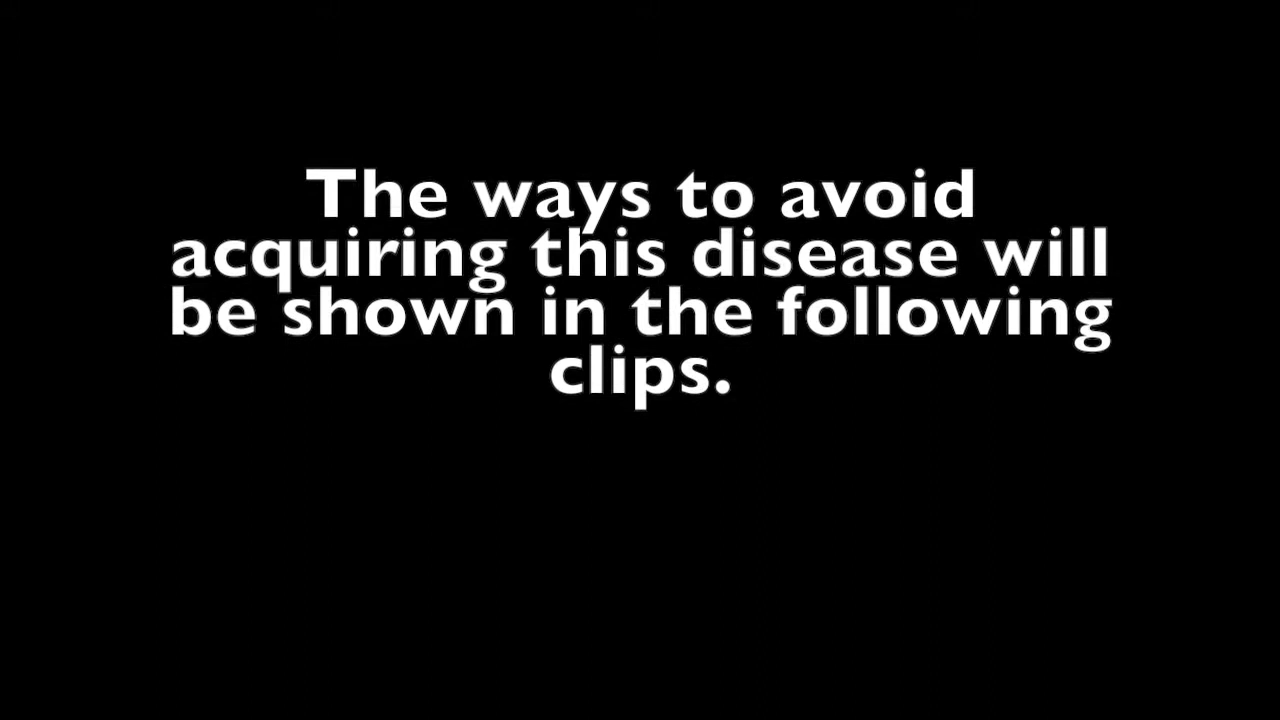 The ways to avoid
acquiring this disease will
be shown in the following
clips.